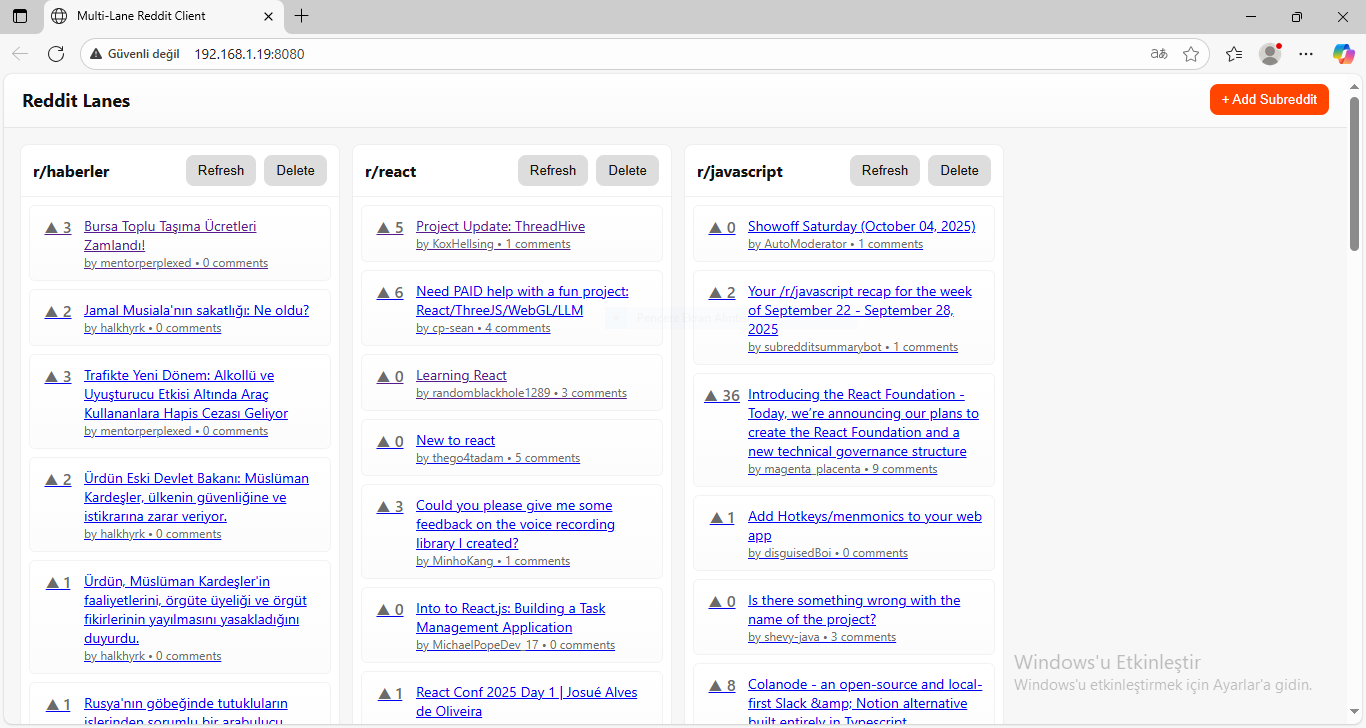 Multi-Lane Reddit Client
Güvenli değil
192.168.1.19:8080
Reddit Lanes
+ Add Subreddit
r/haberler
Refresh
Delete
▲ 3
Bursa Toplu Taşıma Ücretleri
Zamlandı!
by mentorperplexed • 0 comments
▲ 2
Jamal Musiala'nın sakatlığı: Ne oldu?
by halkhyrk • 0 comments
▲ 3
Trafikte Yeni Dönem: Alkollü ve
Uyuşturucu Etkisi Altında Araç
Kullananlara Hapis Cezası Geliyor
by mentorperplexed • 0 comments
▲ 2
Ürdün Eski Devlet Bakanı: Müslüman
Kardeşler, ülkenin güvenliğine ve
istikrarına zarar veriyor.
by halkhyrk • 0 comments
▲ 1
Ürdün, Müslüman Kardeşler'in
faaliyetlerini, örgüte üyeliği ve örgüt
fikirlerinin yayılmasını yasakladığını
duyurdu.
by halkhyrk • 0 comments
▲ 1
Rusya'nın göbeğinde tutukluların
işlerinden sorumlu bir arabulucu
r/react
Refresh
Delete
▲ 5
Project Update: ThreadHive
by KoxHellsing • 1 comments
▲ 6
Need PAID help with a fun project:
React/ThreeJS/WebGL/LLM
by cp-sean • 4 comments
▲ 0
Learning React
by randomblackhole1289 • 3 comments
▲ 0
New to react
by thego4tadam • 5 comments
▲ 3
Could you please give me some
feedback on the voice recording
library I created?
by MinhoKang • 1 comments
▲ 0
Into to React.js: Building a Task
Management Application
by MichaelPopeDev_17 • 0 comments
▲ 1
React Conf 2025 Day 1 | Josué Alves
de Oliveira
r/javascript
Refresh
Delete
▲ 0
Showoff Saturday (October 04, 2025)
by AutoModerator • 1 comments
▲ 2
Your /r/javascript recap for the week
of September 22 - September 28,
2025
by subredditsummarybot • 1 comments
▲ 36
Introducing the React Foundation -
Today, we're announcing our plans to
create the React Foundation and a
new technical governance structure
by magenta_placenta • 9 comments
▲ 1
Add Hotkeys/menmonics to your web
app
by disguisedBoi • 0 comments
▲ 0
Is there something wrong with the
name of the project?
by shevy-java • 3 comments
▲ 8
Colanode - an open-source and local-
first Slack &amp; Notion alternative
built entirely in Typescript
Windows'u Etkinleştir
Windows'u etkinleştirmek için Ayarlar'a gidin.